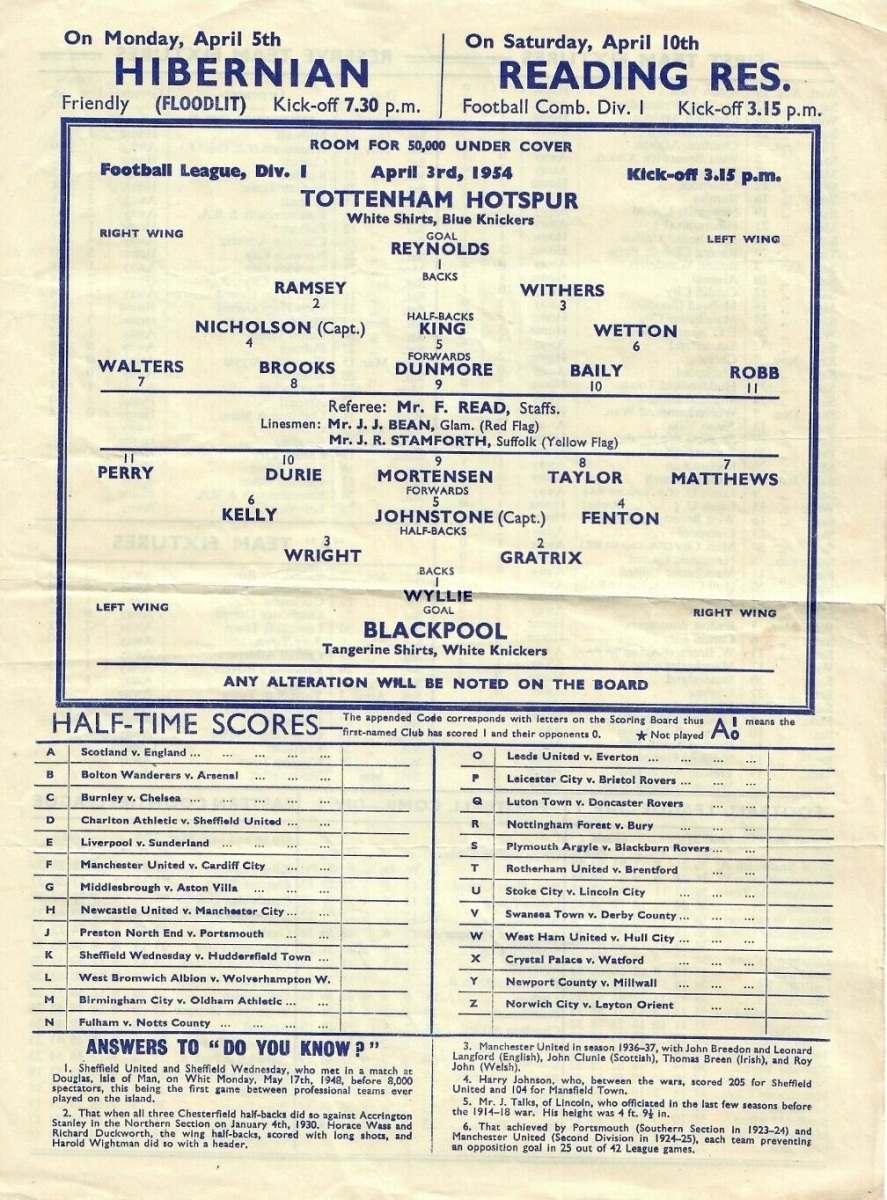 On Monday, April 5th
HIBERNIAN
Friendly (FLOODLIT) Kick-off 7.30 p.m.
On Saturday, April 10th
READING RES.
Football Comb. Div. 1 Kick-off 3.15 p.m.
ROOM FOR 50,000 UNDER COVER
Football League, Div. 1 April 3rd, 1954 Kick-off 3.15 p.m.
TOTTENHAM HOTSPUR
White Shirts, Blue Knickers
RIGHT WING GOAL LEFT WING
REYNOLDS
1
BACKS
RAMSEY WITHERS
2 3
HALF-BACKS
NICHOLSON (Capt.) KING WETTON
4 5 6
FORWARDS
WALTERS BROOKS DUNMORE BAILY ROBB
7 8 9 10 11
Referee: Mr. F. READ, Staffs.
Linesmen: Mr. J. J. BEAN, Glam. (Red Flag)
Mr. J. R. STAMFORTH, Suffolk (Yellow Flag)
11 10 9 8 7
PERRY DURIE MORTENSEN TAYLOR MATTHEWS
FORWARDS
6 5 4
KELLY JOHNSTONE (Capt.) FENTON
HALF-BACKS
3 2
WRIGHT GRATRIX
BACKS
1
WYLLIE
LEFT WING GOAL RIGHT WING
BLACKPOOL
Tangerine Shirts, White Knickers
ANY ALTERATION WILL BE NOTED ON THE BOARD
HALF-TIME SCORES—The appended Code corresponds with letters on the Scoring Board thus A 1 0 means the
first-named Club has scored 1 and their opponents 0. ★ Not played
A Scotland v. England ... ... ... ...
B Bolton Wanderers v. Arsenal ... ... ...
C Burnley v. Chelsea ... ... ... ...
D Charlton Athletic v. Sheffield United ... ...
E Liverpool v. Sunderland ... ... ... ...
F Manchester United v. Cardiff City ... ...
G Middlesbrough v. Aston Villa ... ... ...
H Newcastle United v. Manchester City ... ...
J Preston North End v. Portsmouth ... ...
K Sheffield Wednesday v. Huddersfield Town ...
L West Bromwich Albion v. Wolverhampton W.
M Birmingham City v. Oldham Athletic ... ...
N Fulham v. Notts County ... ... ... ...
O Leeds United v. Everton ... ... ... ...
P Leicester City v. Bristol Rovers ... ... ...
Q Luton Town v. Doncaster Rovers ... ...
R Nottingham Forest v. Bury ... ... ...
S Plymouth Argyle v. Blackburn Rovers ... ...
T Rotherham United v. Brentford ... ...
U Stoke City v. Lincoln City ... ... ...
V Swansea Town v. Derby County ... ... ...
W West Ham United v. Hull City ... ... ...
X Crystal Palace v. Watford ... ... ...
Y Newport County v. Millwall ... ... ...
Z Norwich City v. Leyton Orient ... ...
ANSWERS TO "DO YOU KNOW?"
1. Sheffield United and Sheffield Wednesday, who met in a match at
Douglas, Isle of Man, on Whit Monday, May 17th, 1948, before 8,000
spectators, this being the first game between professional teams ever
played on the island.
2. That when all three Chesterfield half-backs did so against Accrington
Stanley in the Northern Section on January 4th, 1930. Horace Wass and
Richard Duckworth, the wing half-backs, scored with long shots, and
Harold Wightman did so with a header.
3. Manchester United in season 1936-37, with John Breedon and Leonard
Langford (English), John Clunie (Scottish), Thomas Breen (Irish), and Roy
John (Welsh).
4. Harry Johnson, who, between the wars, scored 205 for Sheffield
United and 104 for Mansfield Town.
5. Mr. J. Talks, of Lincoln, who officiated in the last few seasons before
the 1914-18 war. His height was 4 ft. 9½ in.
6. That achieved by Portsmouth (Southern Section in 1923-24) and
Manchester United (Second Division in 1924-25), each team preventing
an opposition goal in 25 out of 42 League games.